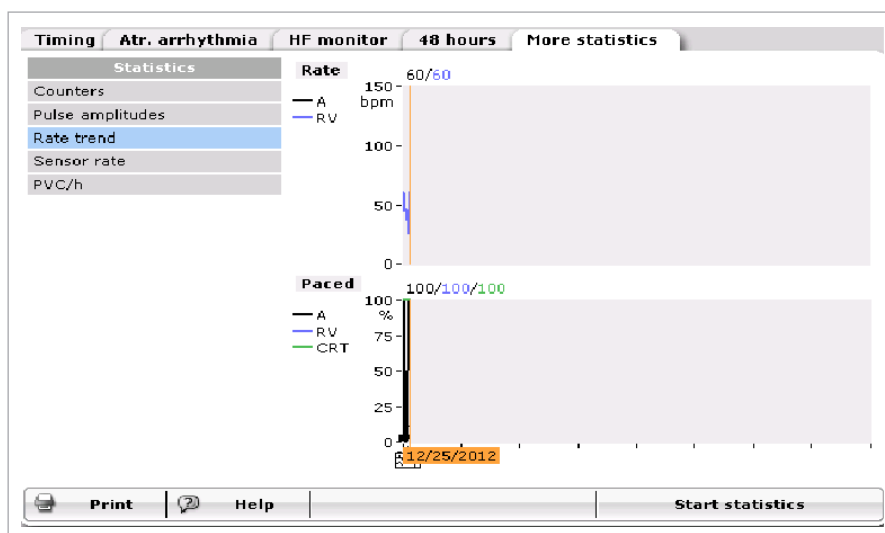 Timing Atr. arrhythmia HF monitor 48 hours More statistics
Statistics
Counters
Pulse amplitudes
Rate trend
Sensor rate
PVC/h
Rate
60/60
A
RV
150
bpm
100
50
0
Paced
100/100/100
A
RV
CRT
100
%
75
50
25
0
12/25/2012
Print Help Start statistics